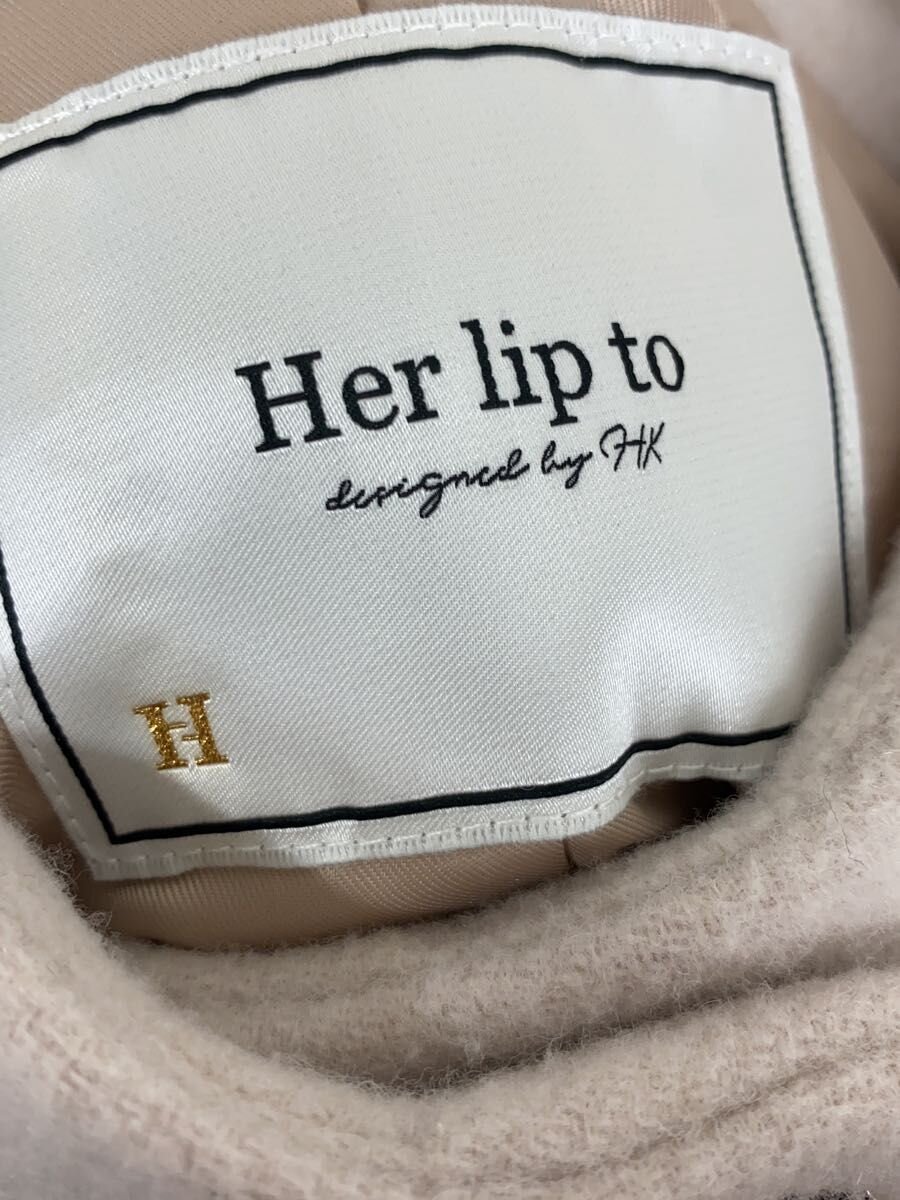 Her lip to
designed by HK
H